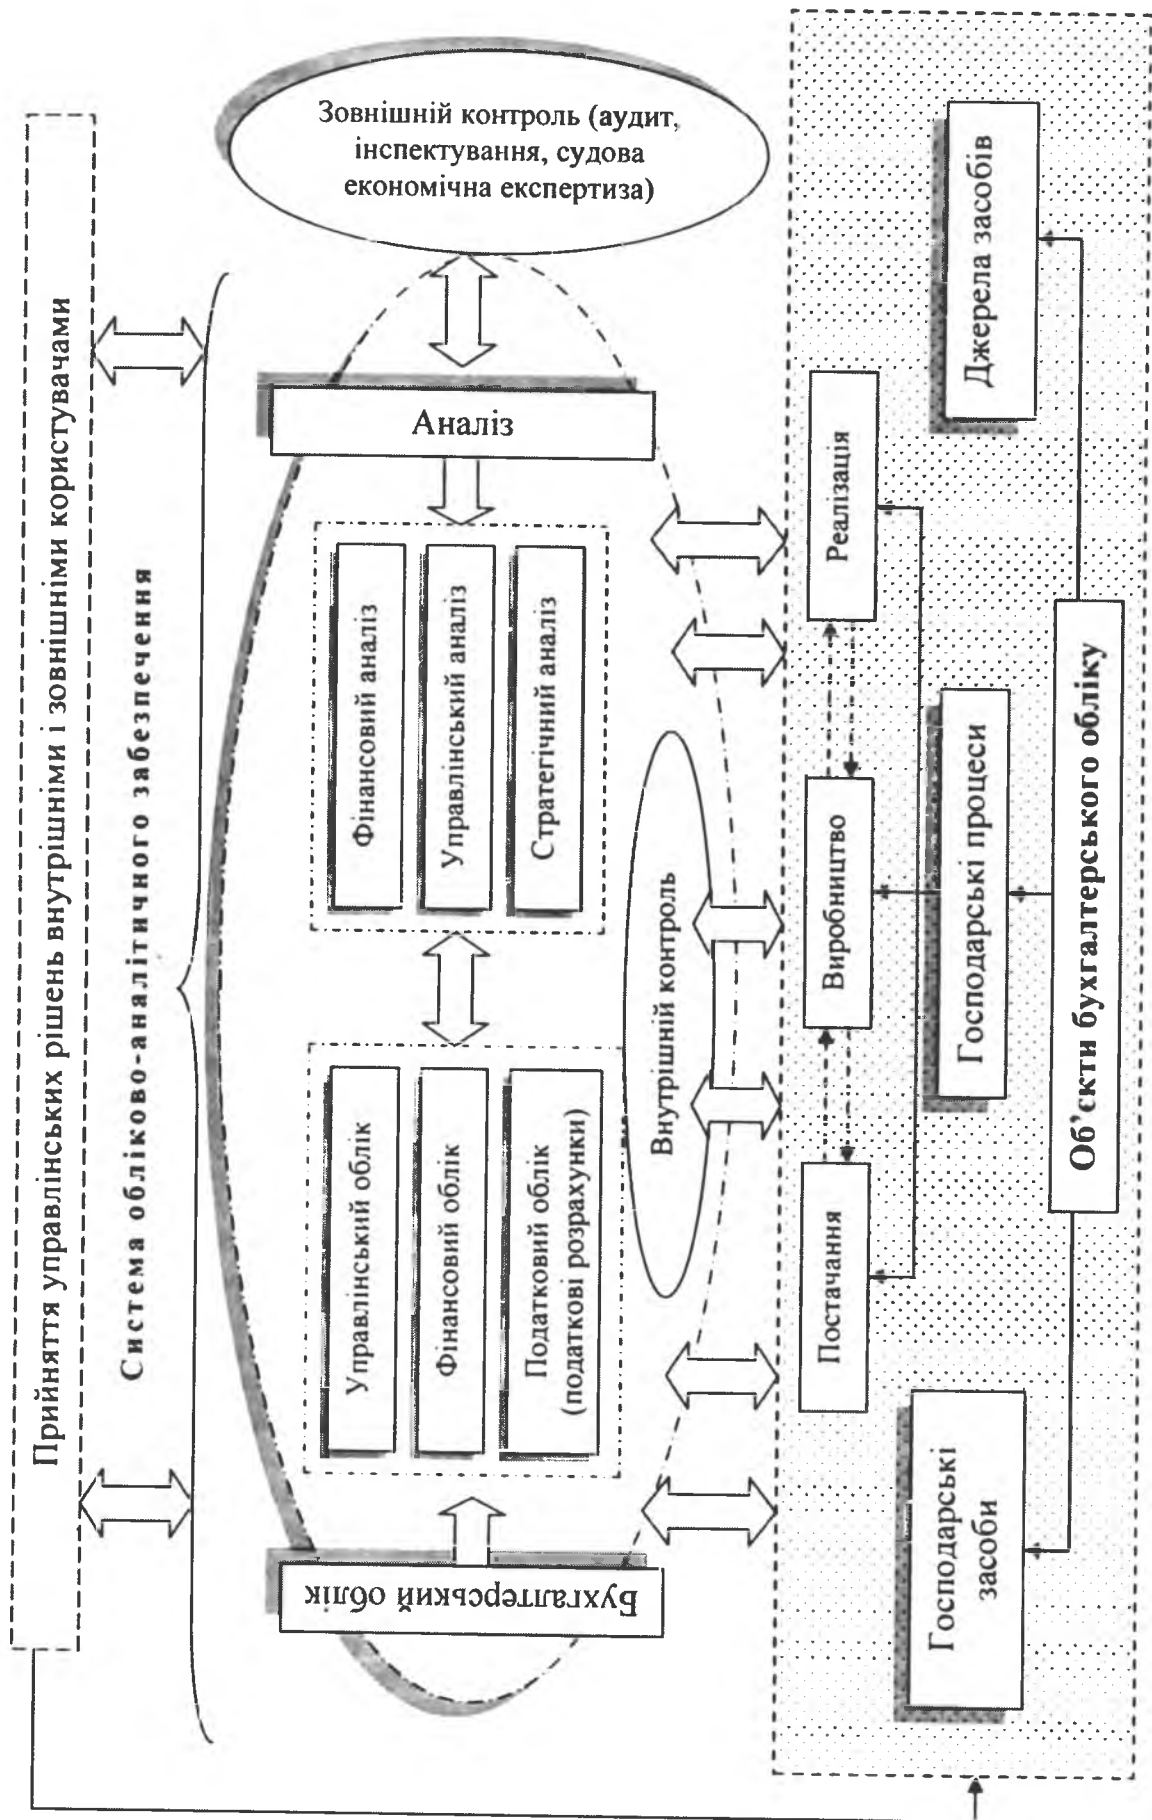 Прийняття управлінських рішень внутрішніми і зовнішніми користувачами
Система обліково-аналітичного забезпечення
Бухгалтерський облік
Управлінський облік
Фінансовий облік
Податковий облік
(податкові розрахунки)
Фінансовий аналіз
Управлінський аналіз
Стратегічний аналіз
Аналіз
Зовнішній контроль (аудит,
інспектування, судова
економічна експертиза)
Внутрішній контроль
Постачання
Виробництво
Реалізація
Господарські
засоби
Господарські процеси
Джерела засобів
Об’єкти бухгалтерського обліку